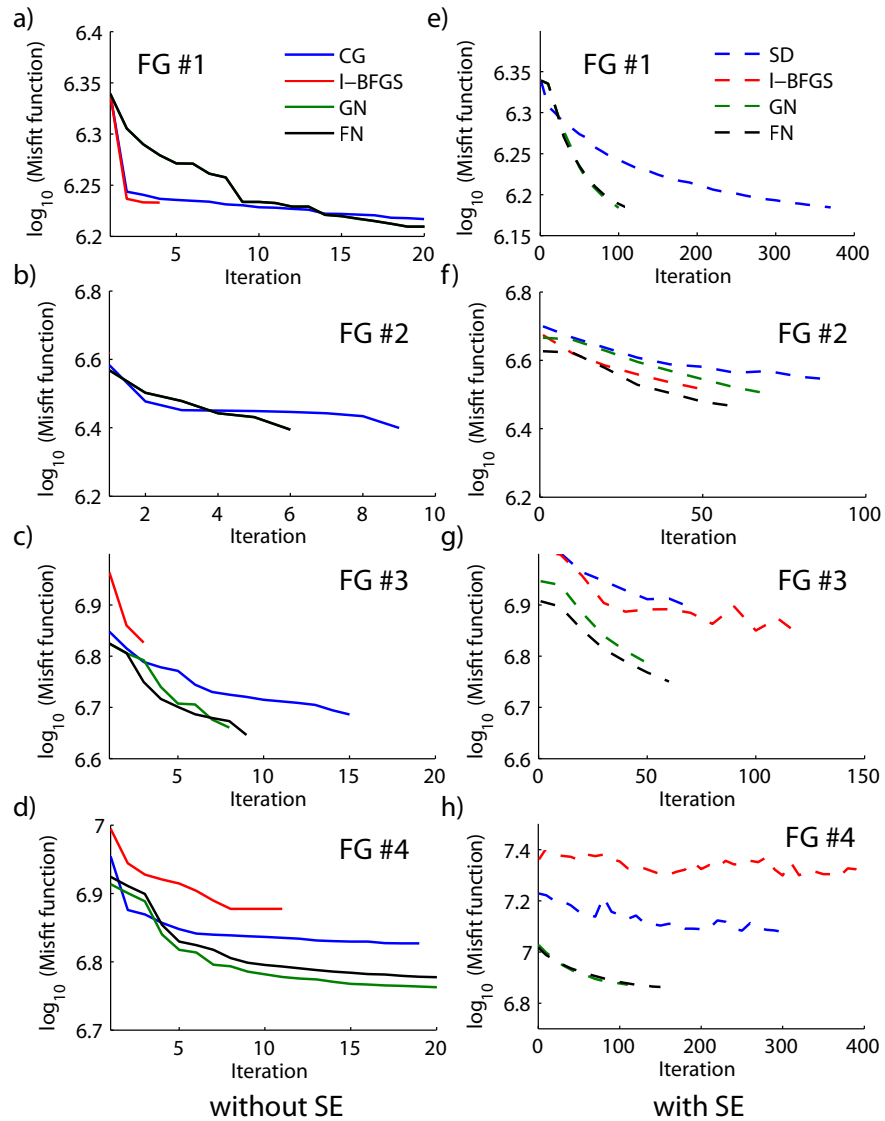 a)
FG #1
CG
l−BFGS
GN
FN
6.4
6.35
6.3
6.25
6.2
5
10
15
20
log10 (Misfit function)
Iteration
e)
FG #1
SD
l−BFGS
GN
FN
6.35
6.3
6.25
6.2
6.15
0
100
200
300
400
log10 (Misfit function)
Iteration
b)
FG #2
6.8
6.6
6.4
6.2
2
4
6
8
10
log10 (Misfit function)
Iteration
f)
FG #2
6.8
6.6
6.4
6.2
0
50
100
log10 (Misfit function)
Iteration
c)
FG #3
6.9
6.8
6.7
6.6
5
10
15
20
log10 (Misfit function)
Iteration
g)
FG #3
6.9
6.8
6.7
6.6
0
50
100
150
log10 (Misfit function)
Iteration
d)
FG #4
7
6.9
6.8
6.7
5
10
15
20
log10 (Misfit function)
Iteration
h)
FG #4
7.4
7.2
7
6.8
0
100
200
300
400
log10 (Misfit function)
Iteration
without SE
with SE